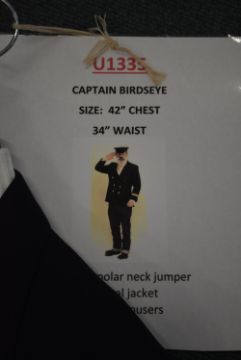 U1335
CAPTAIN BIRDSEYE
SIZE: 42” CHEST
34” WAIST
polar neck jumper
jacket